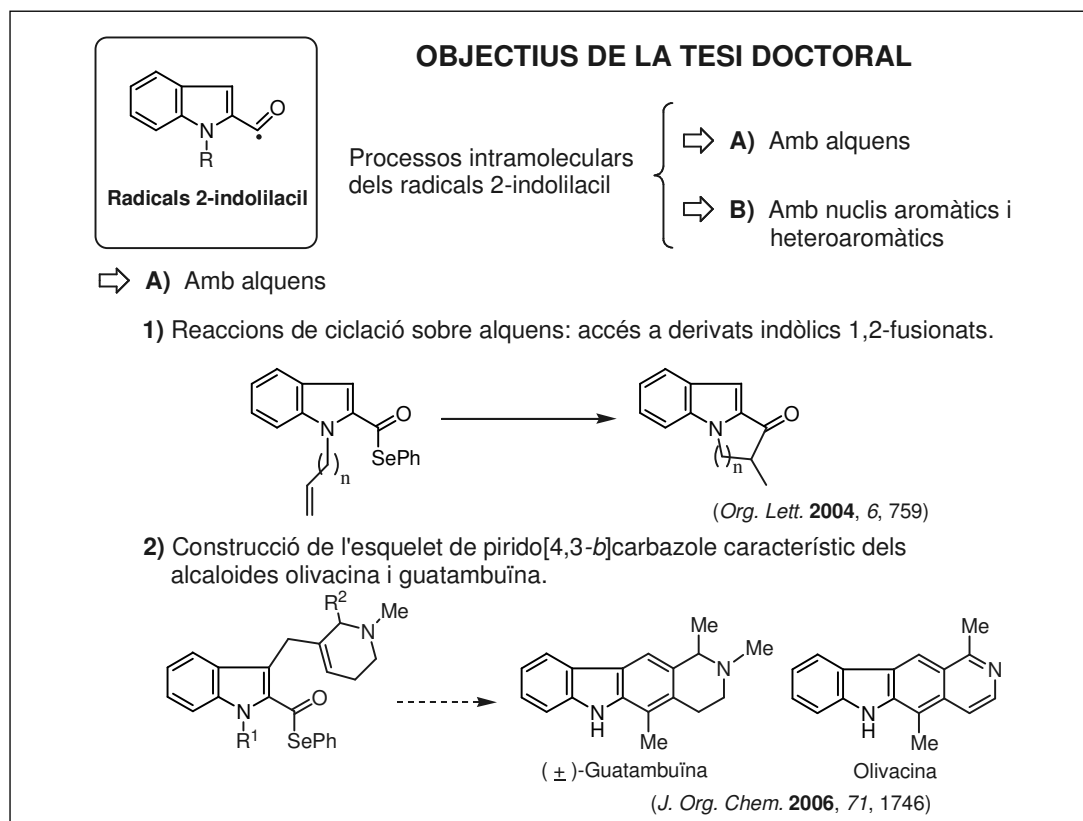 OBJECTIUS DE LA TESI DOCTORAL
O
N
R
Radicals 2-indolilacil
Processos intramoleculars
dels radicals 2-indolilacil
A) Amb alquens
B) Amb nuclis aromàtics i
heteroaromàtics
A) Amb alquens
1) Reaccions de ciclació sobre alquens: accés a derivats indòlics 1,2-fusionats.
N
O
SePh
( )n
N
O
( )n
(Org. Lett. 2004, 6, 759)
2) Construcció de l'esquelet de pirido[4,3-b]carbazole característic dels
alcaloides olivacina i guatambuïna.
R2
N
Me
N
R1
O
SePh
Me
N
Me
N
H
Me
(±)-Guatambuïna
Me
N
N
H
Me
Olivacina
(J. Org. Chem. 2006, 71, 1746)